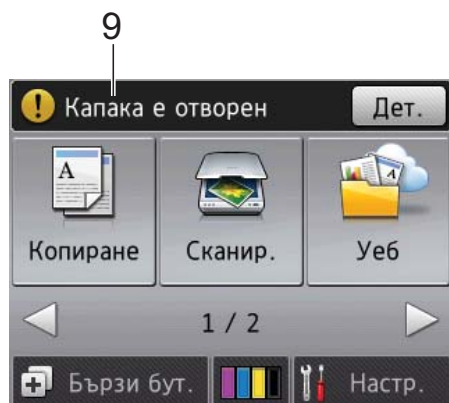 9
Капака е отворен Дет.
A A A
Копиране Сканир. Уеб
1 / 2
Бързи бут. Настр.